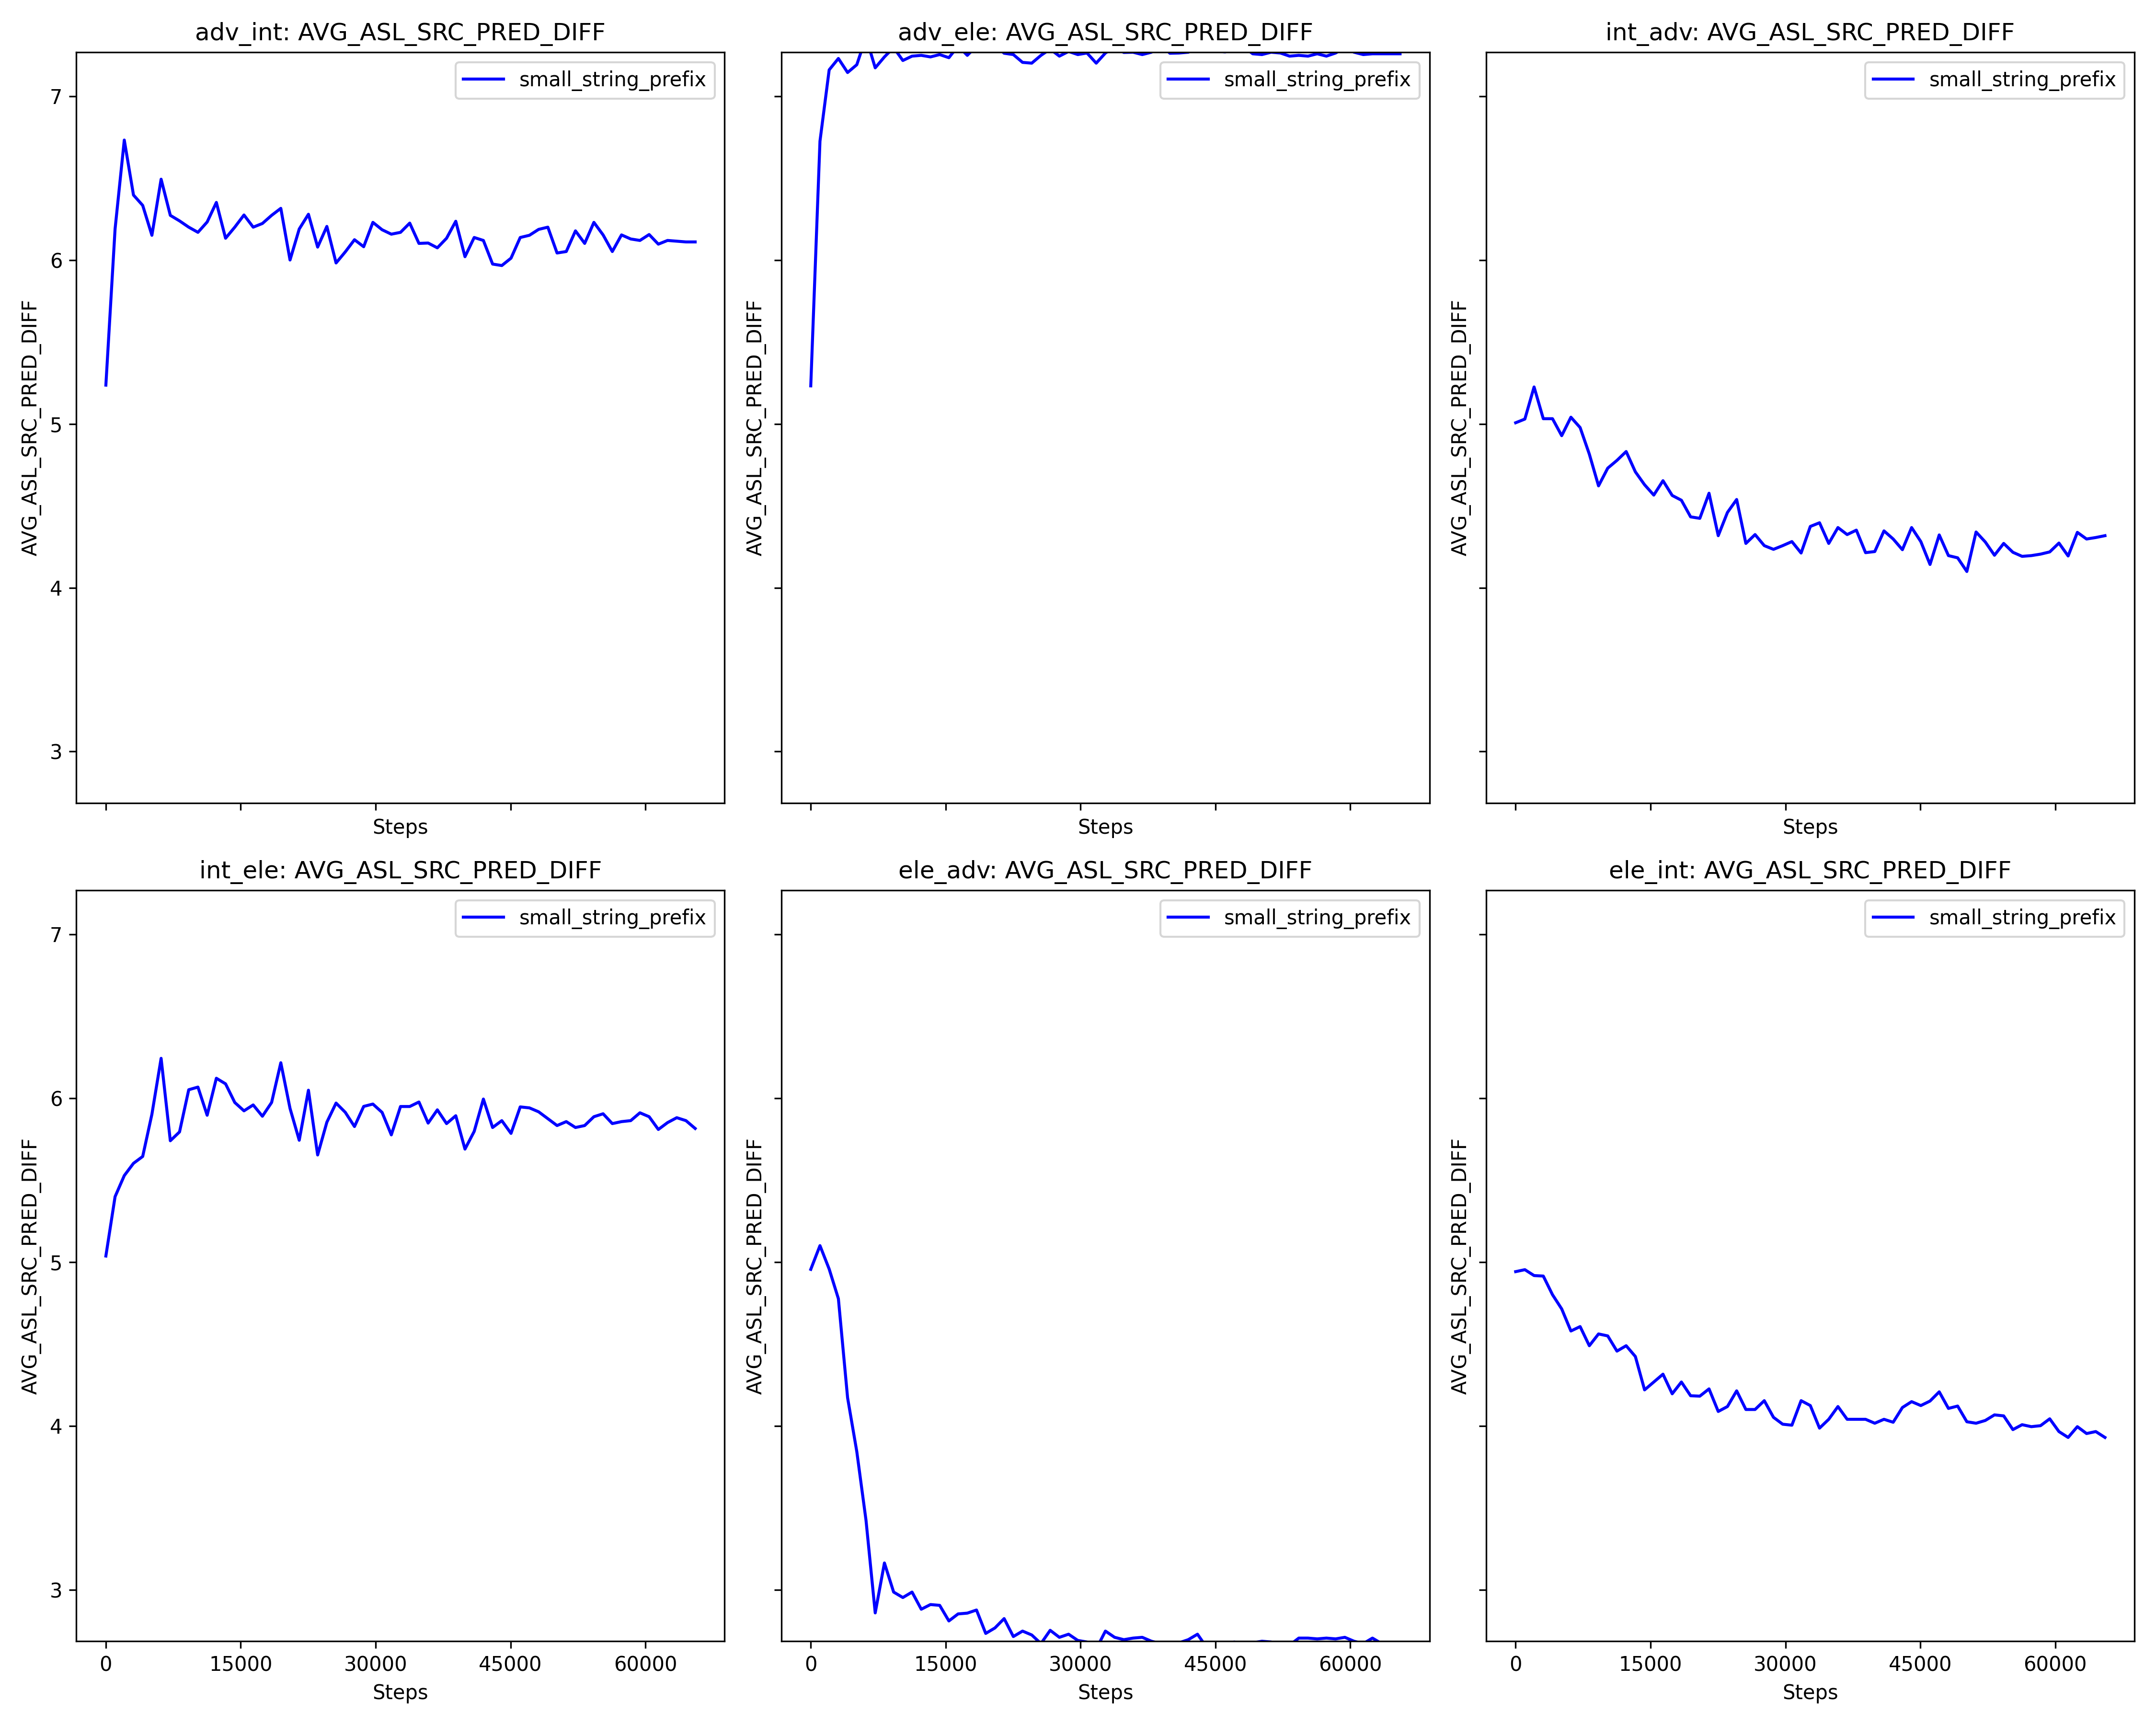 adv_int: AVG_ASL_SRC_PRED_DIFF
small_string_prefix
7
6
5
4
3
AVG_ASL_SRC_PRED_DIFF
Steps
adv_ele: AVG_ASL_SRC_PRED_DIFF
small_string_prefix
AVG_ASL_SRC_PRED_DIFF
Steps
int_adv: AVG_ASL_SRC_PRED_DIFF
small_string_prefix
AVG_ASL_SRC_PRED_DIFF
Steps
int_ele: AVG_ASL_SRC_PRED_DIFF
small_string_prefix
7
6
5
4
3
AVG_ASL_SRC_PRED_DIFF
0 15000 30000 45000 60000
Steps
ele_adv: AVG_ASL_SRC_PRED_DIFF
small_string_prefix
AVG_ASL_SRC_PRED_DIFF
0 15000 30000 45000 60000
Steps
ele_int: AVG_ASL_SRC_PRED_DIFF
small_string_prefix
AVG_ASL_SRC_PRED_DIFF
0 15000 30000 45000 60000
Steps